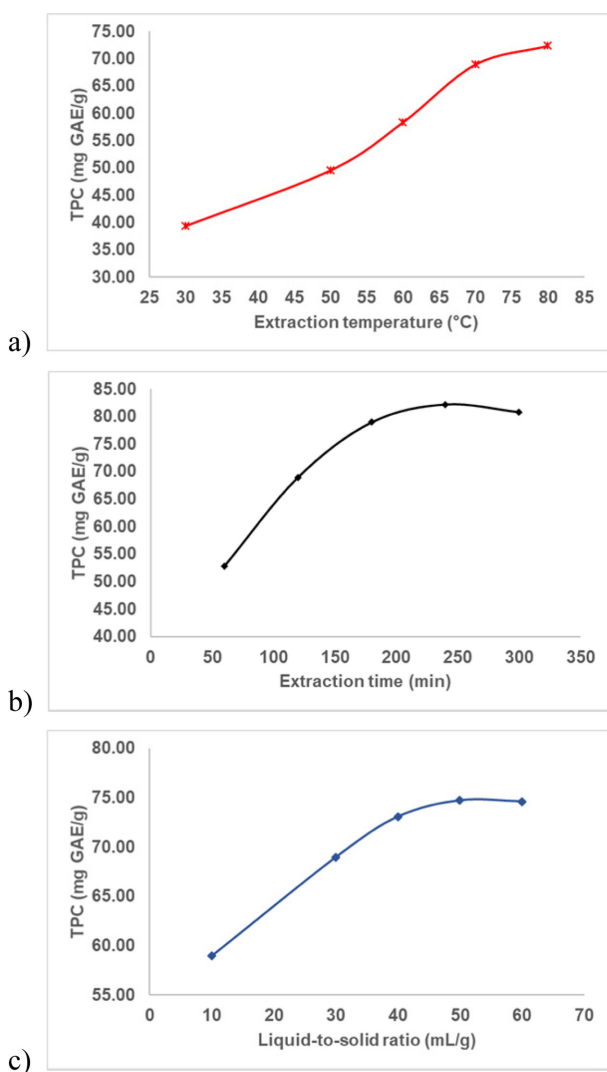 75.00
70.00
65.00
60.00
55.00
50.00
45.00
40.00
35.00
30.00
TPC (mg GAE/g)
25 30 35 40 45 50 55 60 65 70 75 80 85
Extraction temperature (°C)
a)
85.00
80.00
75.00
70.00
65.00
60.00
55.00
50.00
45.00
40.00
TPC (mg GAE/g)
0 50 100 150 200 250 300 350
Extraction time (min)
b)
80.00
75.00
70.00
65.00
60.00
55.00
TPC (mg GAE/g)
0 10 20 30 40 50 60 70
Liquid-to-solid ratio (mL/g)
c)